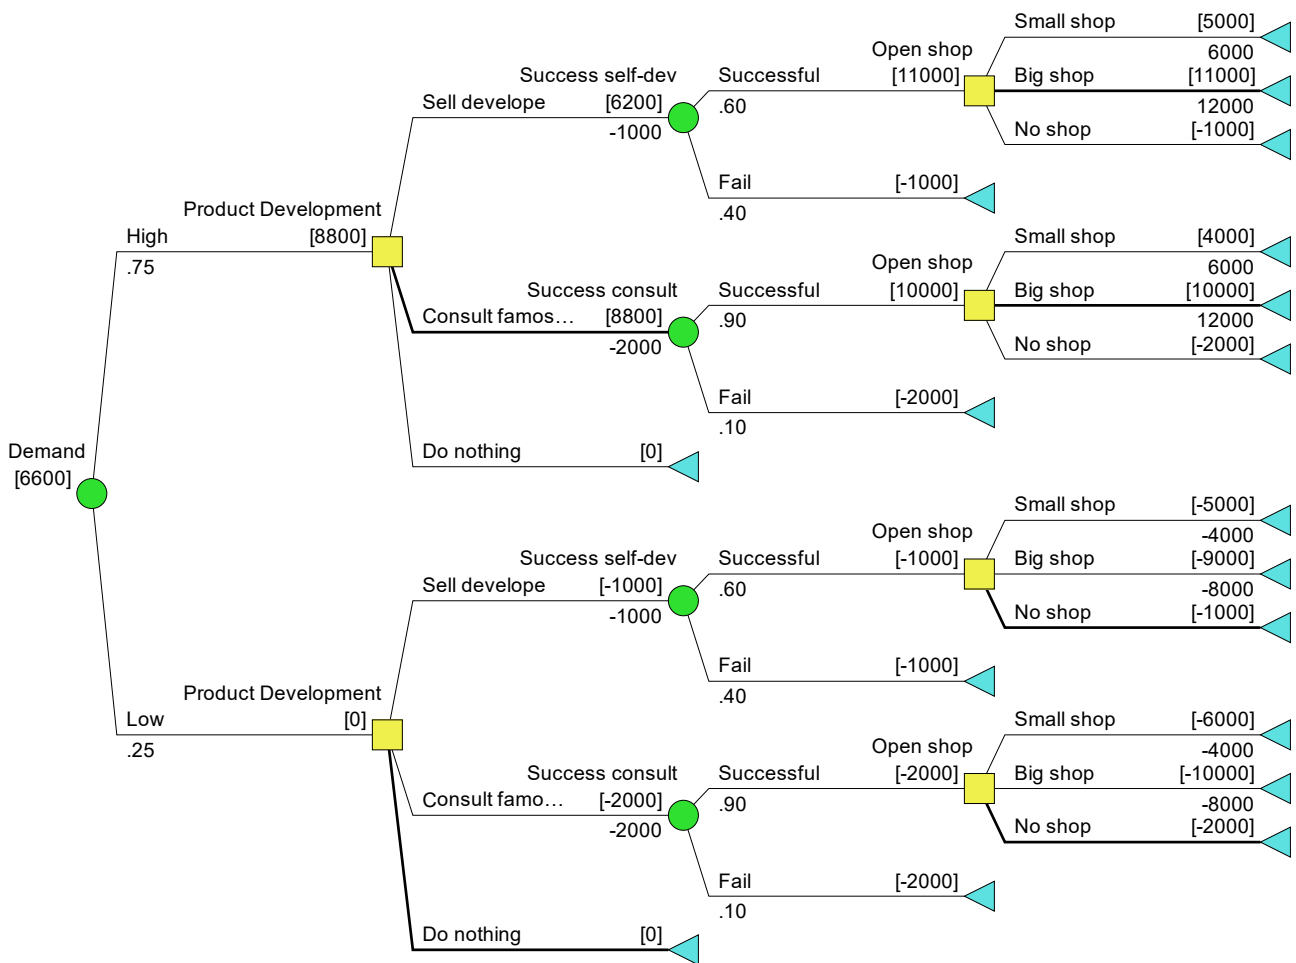 Small shop [5000]
Open shop 6000
Success self-dev Successful [11000] Big shop [11000]
Sell develope [6200] .60 12000
-1000 No shop [-1000]
Fail [-1000]
.40
Product Development
High [8800]
.75
Small shop [4000]
Open shop 6000
Success consult Successful [10000] Big shop [10000]
Consult famos… [8800] .90 12000
-2000 No shop [-2000]
Fail [-2000]
.10
Do nothing [0]
Demand
[6600]
Small shop [-5000]
Open shop -4000
Success self-dev Successful [-1000] Big shop [-9000]
Sell develope [-1000] .60 -8000
-1000 No shop [-1000]
Fail [-1000]
.40
Product Development
Low [0]
.25
Small shop [-6000]
Open shop -4000
Success consult Successful [-2000] Big shop [-10000]
Consult famo… [-2000] .90 -8000
-2000 No shop [-2000]
Fail [-2000]
.10
Do nothing [0]